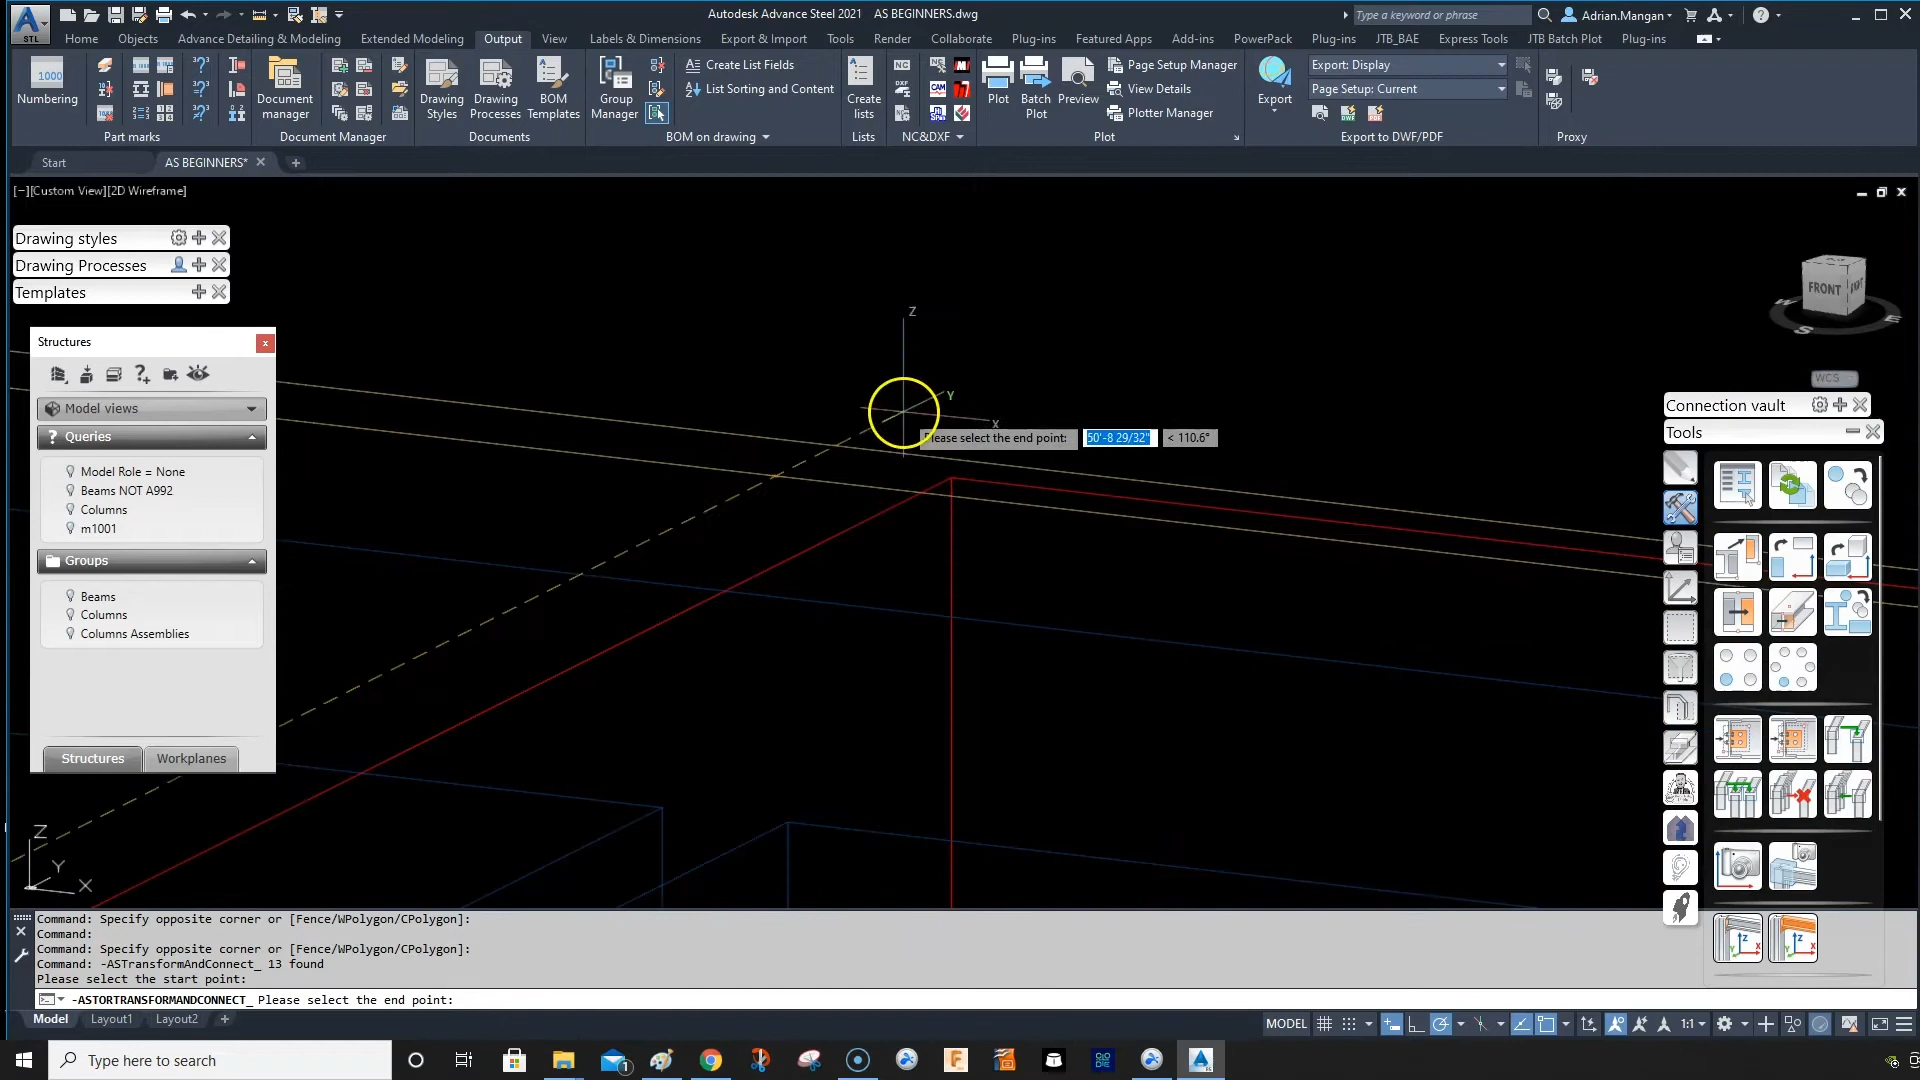 A
STL
Autodesk Advance Steel 2021 AS BEGINNERS.dwg
Type a keyword or phrase
Adrian.Mangan
Home Objects Advance Detailing & Modeling Extended Modeling Output View Labels & Dimensions Export & Import Tools Render Collaborate Plug-ins Featured Apps Add-ins PowerPack Plug-ins JTB_BAE Express Tools JTB Batch Plot Plug-ins
1000
Numbering
Part marks
Document manager
Document Manager
Drawing Styles
Drawing Processes
BOM Templates
Documents
Group Manager
Create List Fields
List Sorting and Content
BOM on drawing
Create lists
Lists
NC
DXF
CAM
NC&DXF
Plot
Batch Plot
Preview
Page Setup Manager
View Details
Plotter Manager
Plot
Export
Export: Display
Page Setup: Current
Export to DWF/PDF
Proxy
Start
AS BEGINNERS*
[−][Custom View][2D Wireframe]
Drawing styles
Drawing Processes
Templates
Structures
Model views
? Queries
Model Role = None
Beams NOT A992
Columns
m1001
Groups
Beams
Columns
Columns Assemblies
Structures
Workplanes
Z
Y
X
Please select the end point: 50'-8 29/32" < 110.6°
FRONT
W
S
E
WCS
Connection vault
Tools
Z
Y
X
Command: Specify opposite corner or [Fence/WPolygon/CPolygon]:
Command:
Specify opposite corner or [Fence/WPolygon/CPolygon]:
Command: -ASTransformAndConnect_ 13 found
Please select the start point:
-ASTORTRANSFORMANDCONNECT_ Please select the end point:
Model Layout1 Layout2
MODEL
1:1
Type here to search